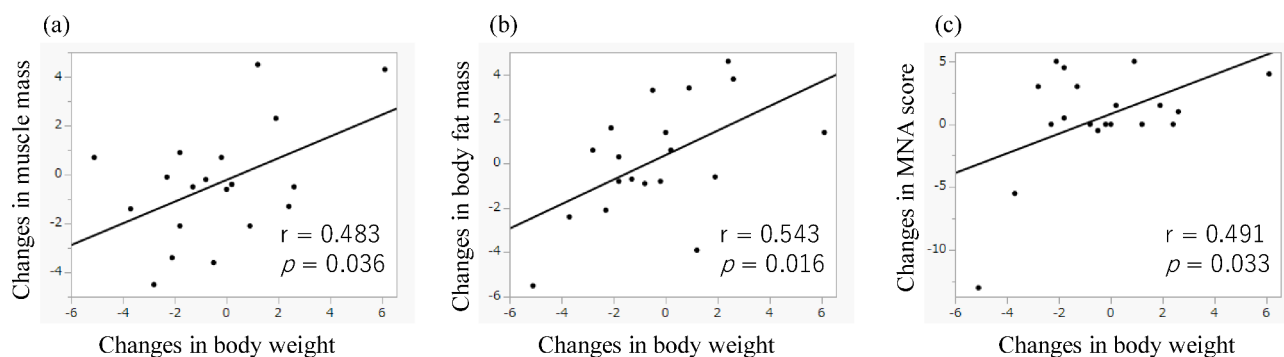 (a)
Changes in muscle mass
4
2
0
-2
-4
r = 0.483
p = 0.036
-6 -4 -2 0 2 4 6
Changes in body weight
(b)
Changes in body fat mass
4
2
0
-2
-4
-6
r = 0.543
p = 0.016
-6 -4 -2 0 2 4 6
Changes in body weight
(c)
Changes in MNA score
5
0
-5
-10
r = 0.491
p = 0.033
-6 -4 -2 0 2 4 6
Changes in body weight